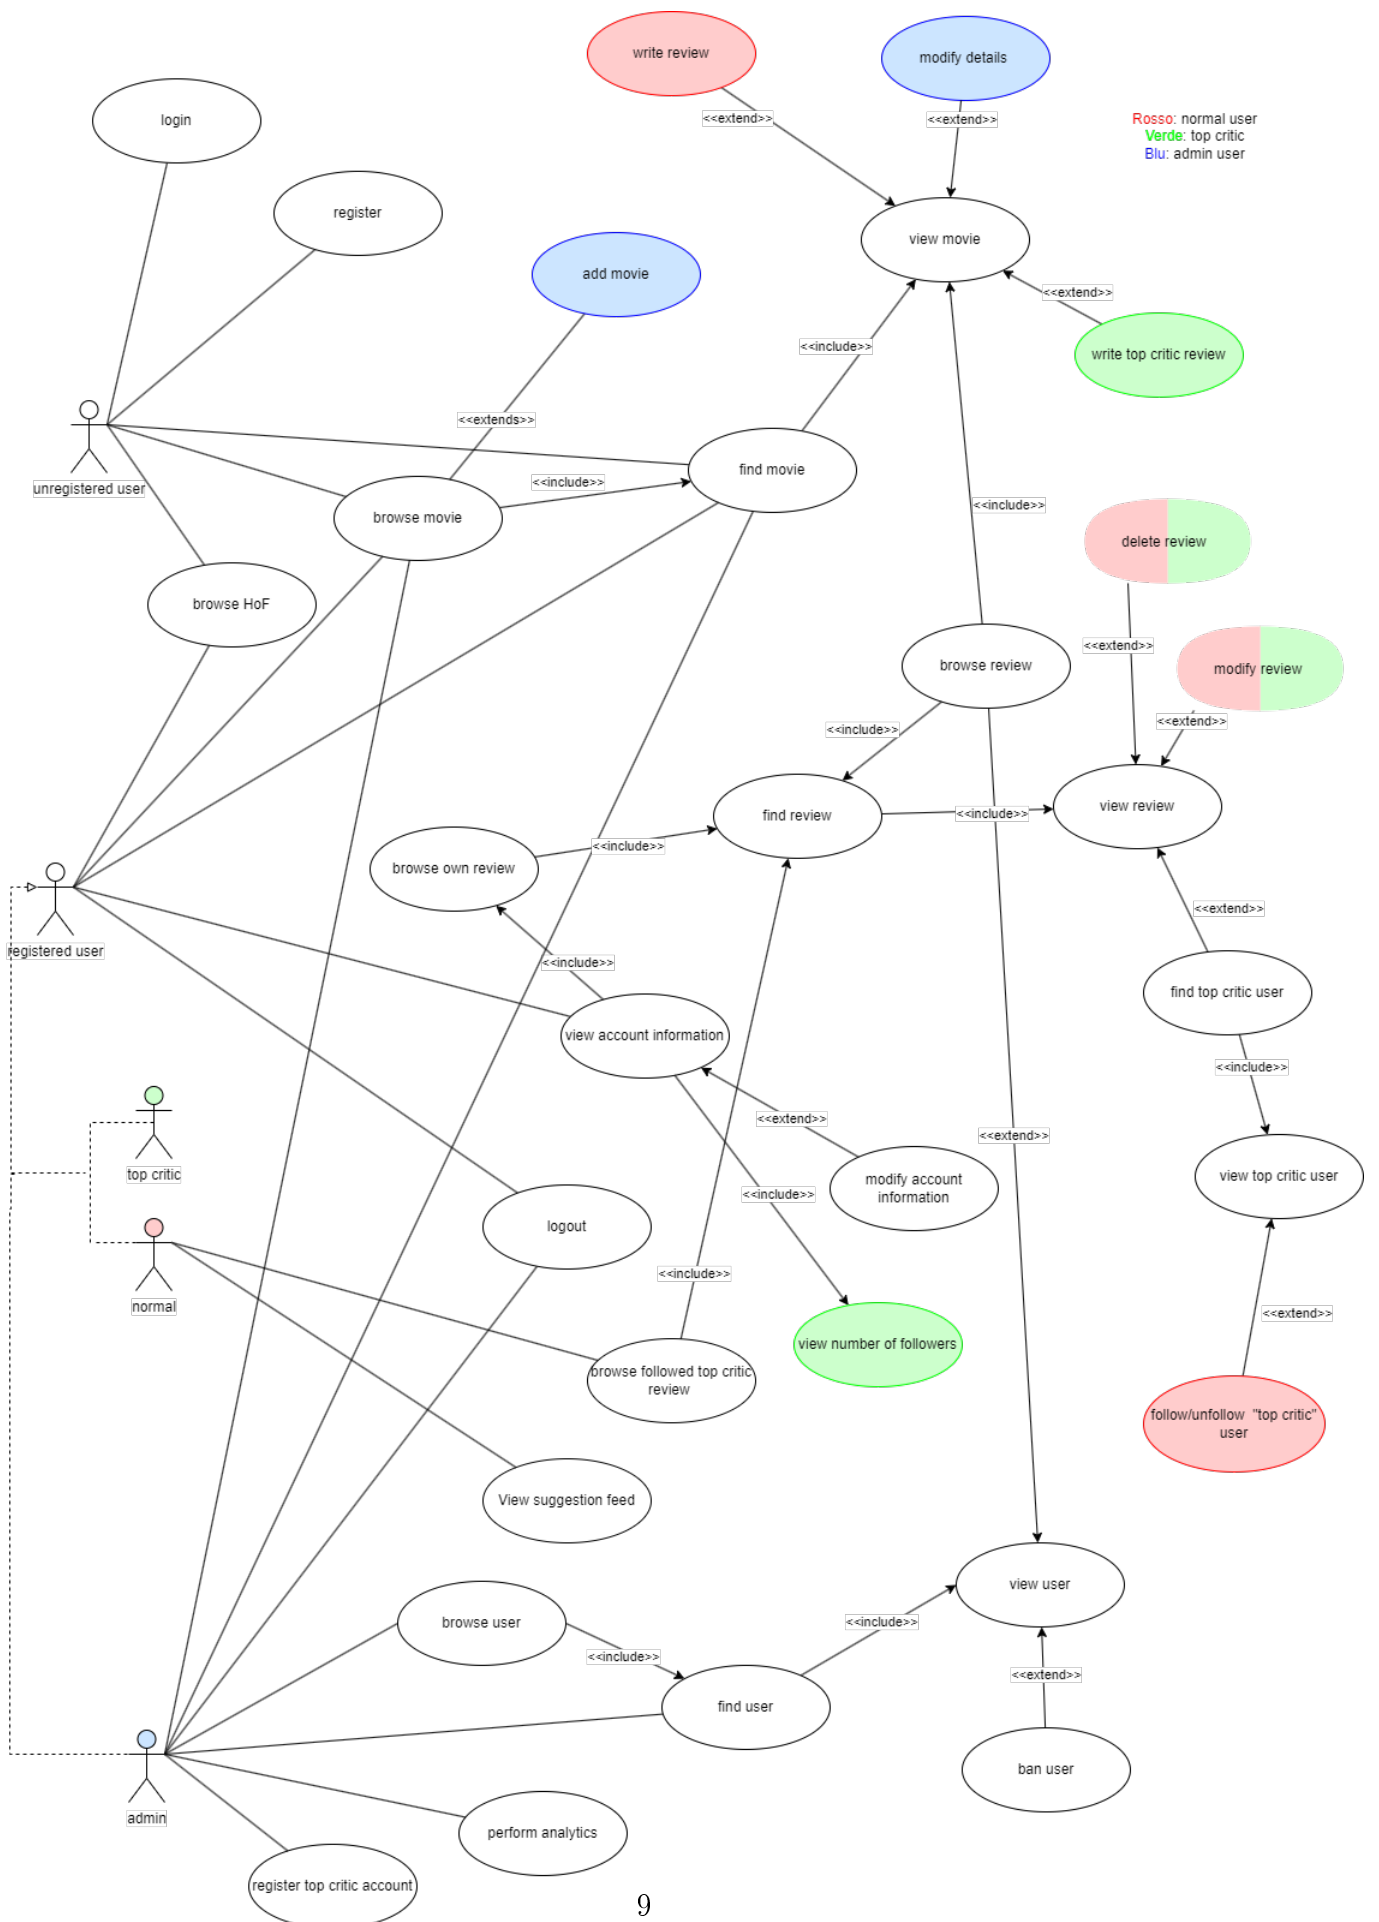 write review
modify details
<<extend>>
<<extend>>
Rosso: normal user
Verde: top critic
Blu: admin user
login
register
view movie
add movie
<<extend>>
<<include>>
write top critic review
<<extends>>
unregistered user
find movie
<<include>>
browse movie
<<include>>
delete review
browse HoF
<<extend>>
browse review
modify review
<<include>>
<<extend>>
find review
<<include>>
view review
browse own review
<<include>>
registered user
<<include>>
<<extend>>
find top critic user
view account information
<<include>>
<<extend>>
<<extend>>
top critic
modify account
information
<<include>>
view top critic user
logout
normal
<<include>>
<<extend>>
view number of followers
browse followed top critic
review
follow/unfollow "top critic"
user
View suggestion feed
view user
browse user
<<include>>
<<include>>
<<extend>>
find user
ban user
admin
perform analytics
register top critic account
9